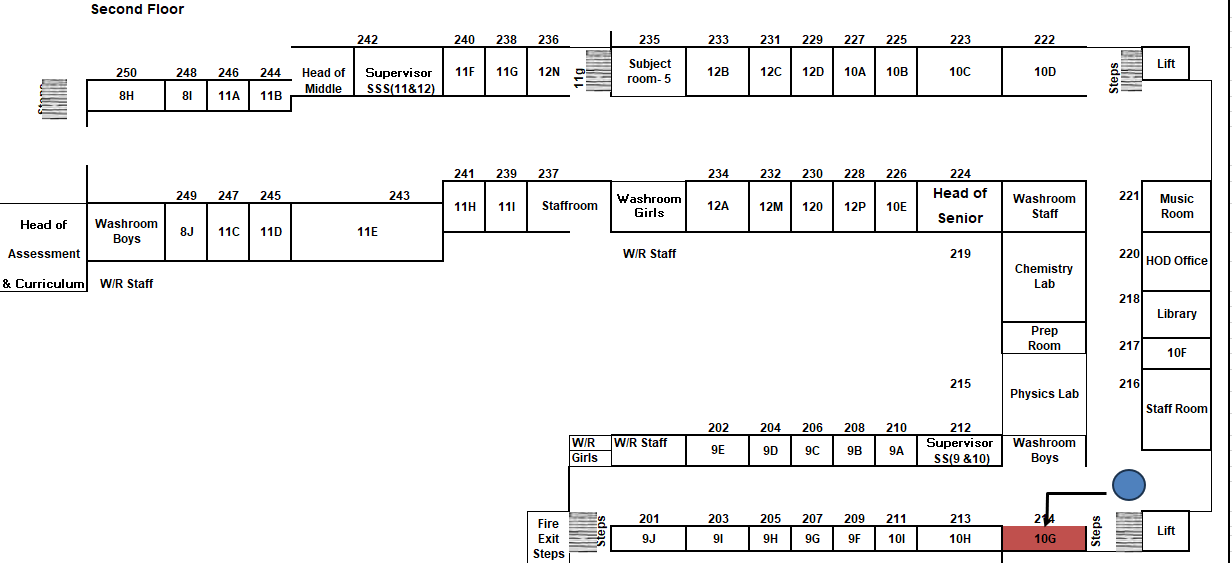 Second Floor
242 240 238 236 235 233 231 229 227 225 223 222
250 248 246 244
Head of Middle
Supervisor SSS(11&12)
11F 11G 12N
11g
Subject room- 5
12B 12C 12D 10A 10B 10C 10D
Steps
Lift
Steps
8H 8I 11A 11B
241 239 237 234 232 230 228 226 224
249 247 245 243
221
Head of
Assessment
& Curriculum
Washroom Boys
8J 11C 11D 11E
11H 11I Staffroom
Washroom Girls
12A 12M 120 12P 10E
Head of Senior
Washroom Staff
Music Room
W/R Staff
W/R Staff
219
Chemistry Lab
220
HOD Office
218
Library
Prep Room
217
10F
215
Physics Lab
216
Staff Room
202 204 206 208 210 212
W/R Girls
W/R Staff
9E 9D 9C 9B 9A
Supervisor SS(9 &10)
Washroom Boys
201 203 205 207 209 211 213 214
Fire Exit Steps
Steps
9J 9I 9H 9G 9F 10I 10H 10G
Steps
Lift